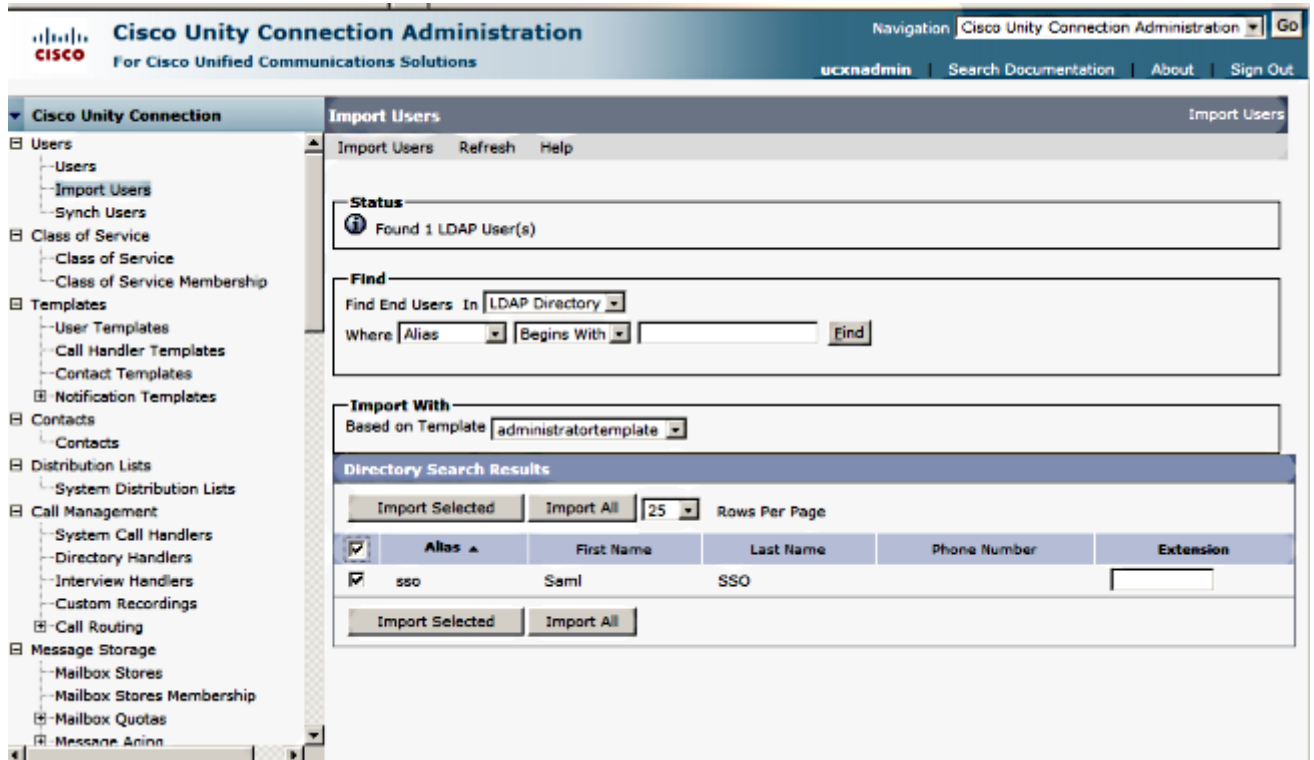 Cisco Unity Connection Administration
For Cisco Unified Communications Solutions
CISCO
Navigation Cisco Unity Connection Administration Go
ucxnadmin | Search Documentation | About | Sign Out
Cisco Unity Connection
Users
Users
Import Users
Synch Users
Class of Service
Class of Service
Class of Service Membership
Templates
User Templates
Call Handler Templates
Contact Templates
Notification Templates
Contacts
Contacts
Distribution Lists
System Distribution Lists
Call Management
System Call Handlers
Directory Handlers
Interview Handlers
Custom Recordings
Call Routing
Message Storage
Mailbox Stores
Mailbox Stores Membership
Mailbox Quotas
Message Aging
Import Users Import Users
Import Users Refresh Help
Status
Found 1 LDAP User(s)
Find
Find End Users In LDAP Directory
Where Alias Begins With Find
Import With
Based on Template administratortemplate
Directory Search Results
Import Selected Import All 25 Rows Per Page
Alias First Name Last Name Phone Number Extension
sso Saml SSO
Import Selected Import All